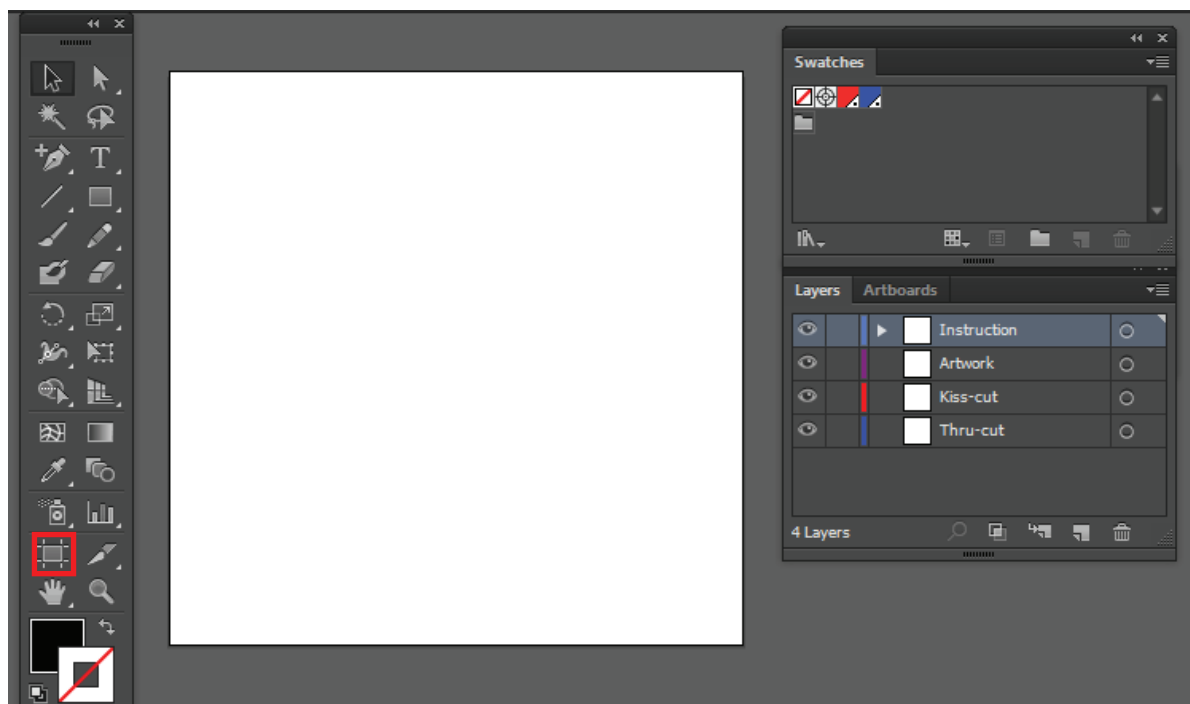 Swatches
Layers Artboards
Instruction
Artwork
Kiss-cut
Thru-cut
4 Layers